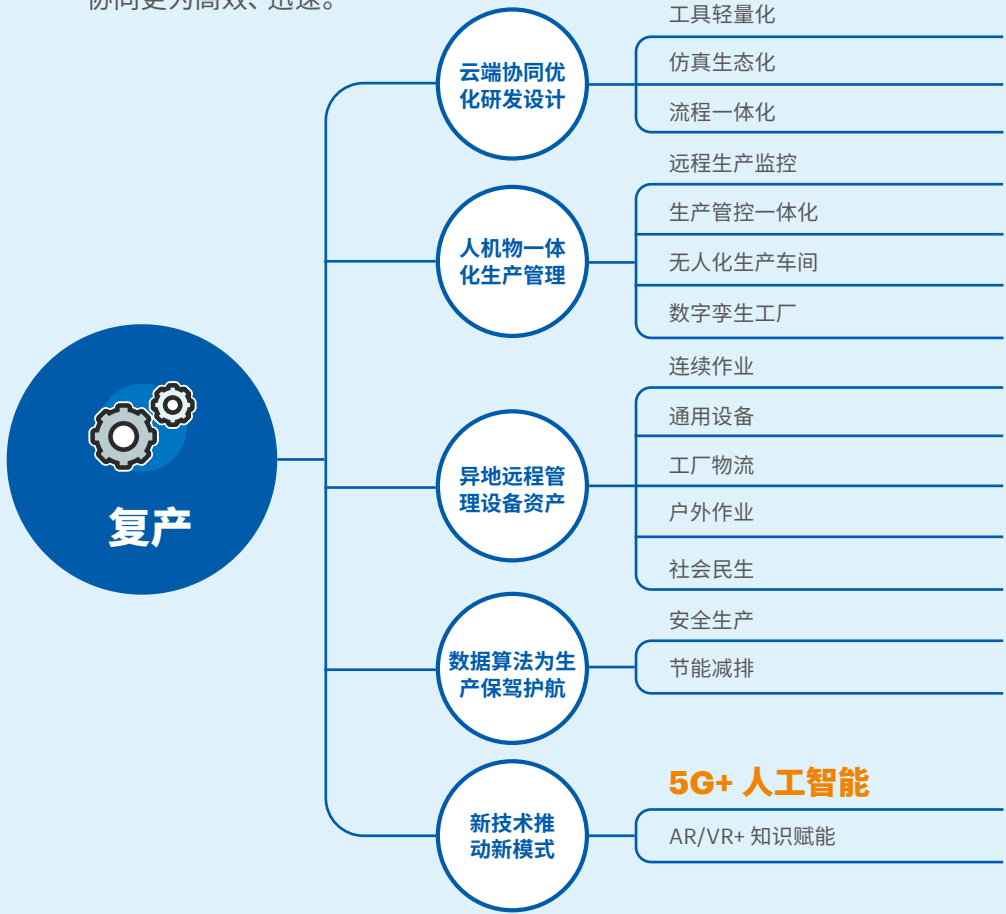 协同更为高效、迅速。
复产
云端协同优
化研发设计
工具轻量化
仿真生态化
流程一体化
人机物一体
化生产管理
远程生产监控
生产管控一体化
无人化生产车间
数字孪生工厂
异地远程管
理设备资产
连续作业
通用设备
工厂物流
户外作业
社会民生
数据算法为生
产保驾护航
安全生产
节能减排
新技术推
动新模式
5G+ 人工智能
AR/VR+ 知识赋能